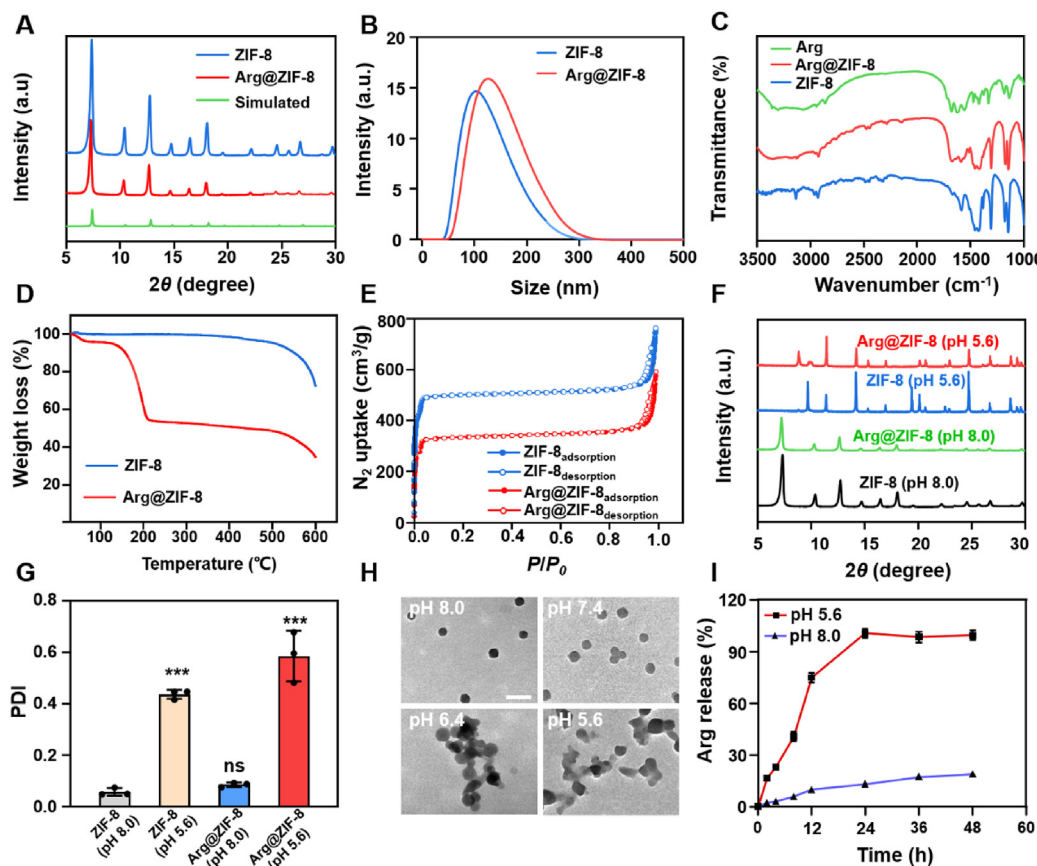 A
Intensity (a.u)
ZIF-8
Arg@ZIF-8
Simulated
5 10 15 20 25 30
2θ (degree)
B
Intensity (a.u.)
20
15
10
5
0
ZIF-8
Arg@ZIF-8
0 100 200 300 400 500
Size (nm)
C
Transmittance (%)
Arg
Arg@ZIF-8
ZIF-8
3500 3000 2500 2000 1500 1000
Wavenumber (cm⁻¹)
D
Weight loss (%)
100
80
60
40
20
ZIF-8
Arg@ZIF-8
100 200 300 400 500 600
Temperature (℃)
E
N₂ uptake (cm³/g)
800
600
400
200
0
ZIF-8adsorption
ZIF-8desorption
Arg@ZIF-8adsorption
Arg@ZIF-8desorption
0.0 0.2 0.4 0.6 0.8 1.0
P/P₀
F
Intensity (a.u.)
Arg@ZIF-8 (pH 5.6)
ZIF-8 (pH 5.6)
Arg@ZIF-8 (pH 8.0)
ZIF-8 (pH 8.0)
5 10 15 20 25 30
2θ (degree)
G
PDI
0.8
0.6
0.4
0.2
0.0
***
ns
***
ZIF-8
(pH 8.0)
ZIF-8
(pH 5.6)
Arg@ZIF-8
(pH 8.0)
Arg@ZIF-8
(pH 5.6)
H
pH 8.0
pH 7.4
pH 6.4
pH 5.6
I
Arg release (%)
120
90
60
30
0
pH 5.6
pH 8.0
0 12 24 36 48 60
Time (h)